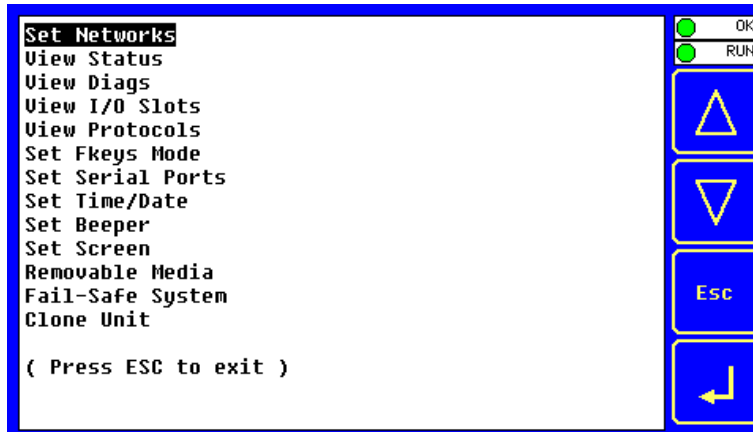 Set Networks
View Status
View Diags
View I/O Slots
View Protocols
Set Fkeys Mode
Set Serial Ports
Set Time/Date
Set Beeper
Set Screen
Removable Media
Fail-Safe System
Clone Unit
( Press ESC to exit )
OK
RUN
Esc